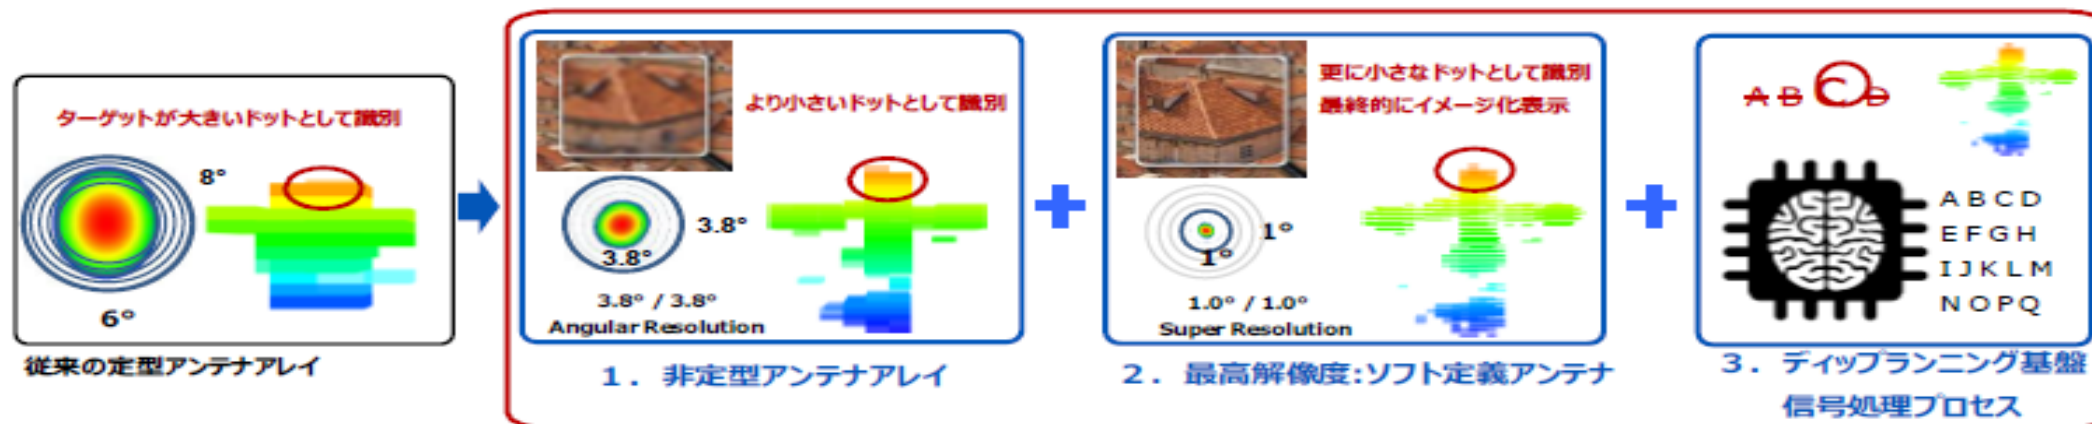 ターゲットが大きいドットとして識別
8°
6°
従来の定型アンテナアレイ
より小さいドットとして識別
3.8°
3.8°
3.8° / 3.8°
Angular Resolution
1. 非定型アンテナアレイ
更に小さなドットとして識別
最終的にイメージ化表示
1°
1°
1.0° / 1.0°
Super Resolution
2. 最高解像度:ソフト定義アンテナ
A B C D
A B C D
E F G H
I J K L M
N O P Q
3. ディップランニング基盤
信号処理プロセス